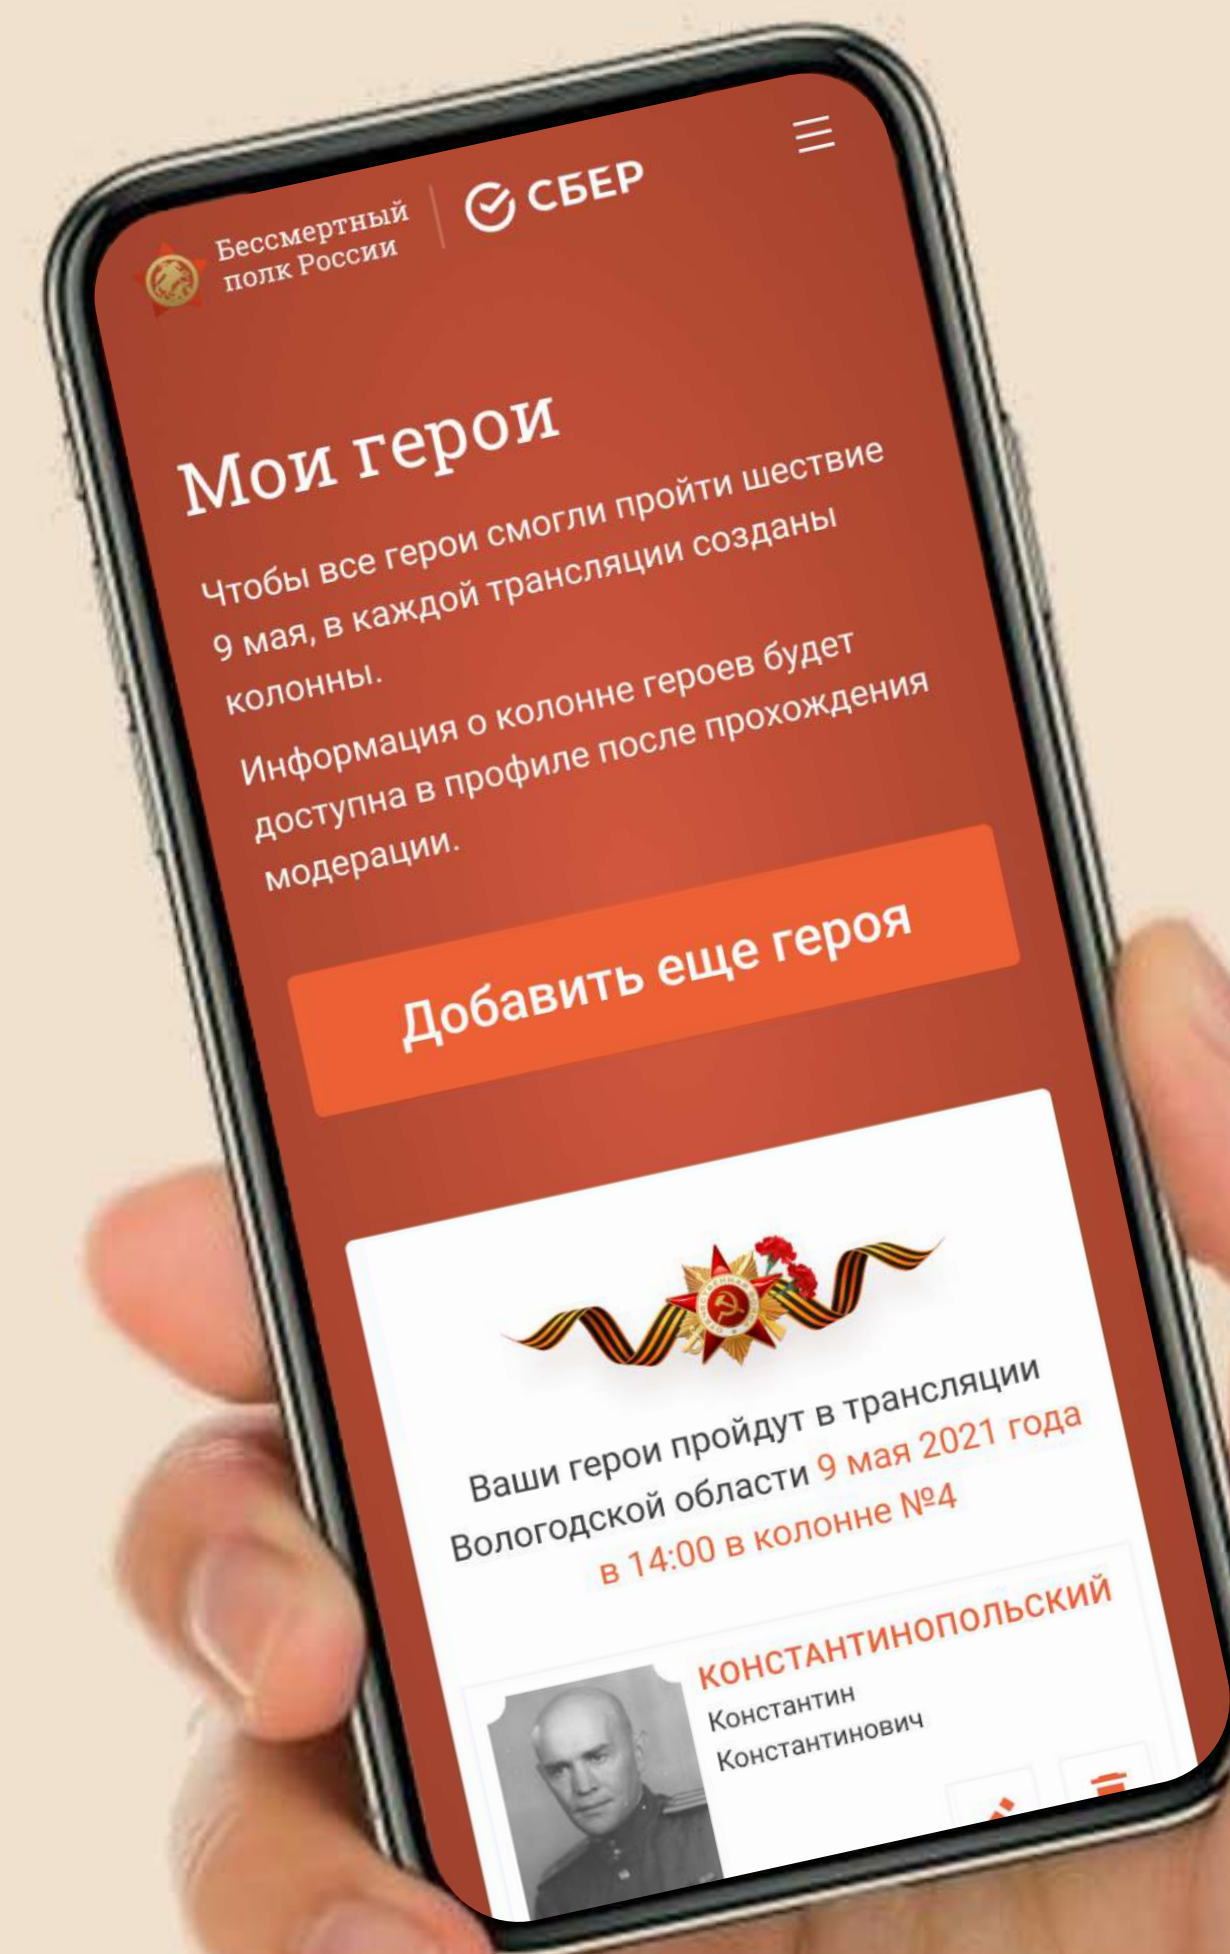 Бессмертный
полк России
СБЕР
Мои герои
Чтобы все герои смогли пройти шествие
9 мая, в каждой трансляции созданы
колонны.
Информация о колонне героев будет
доступна в профиле после прохождения
модерации.
Добавить еще героя
Ваши герои пройдут в трансляции
Вологодской области 9 мая 2021 года
в 14:00 в колонне №4
КОНСТАНТИНОПОЛЬСКИЙ
Константин
Константинович